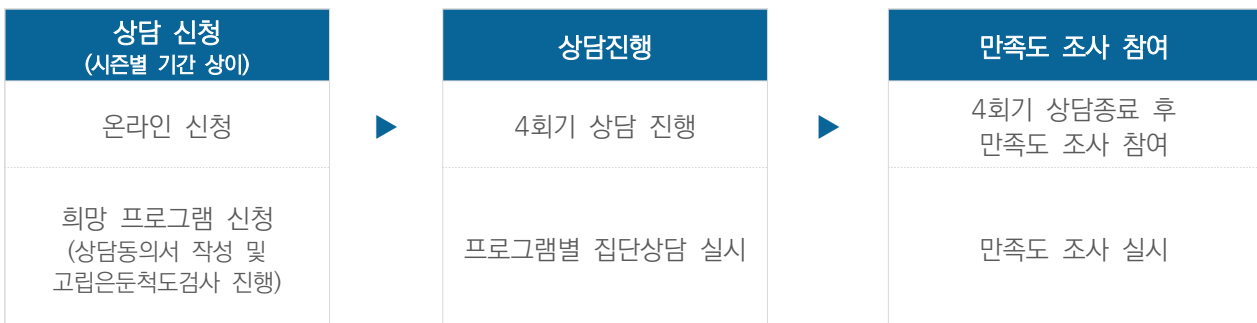 상담 신청
(시즌별 기간 상이)
온라인 신청
희망 프로그램 신청
(상담동의서 작성 및
고립은둔척도검사 진행)
상담진행
4회기 상담 진행
프로그램별 집단상담 실시
만족도 조사 참여
4회기 상담종료 후
만족도 조사 참여
만족도 조사 실시